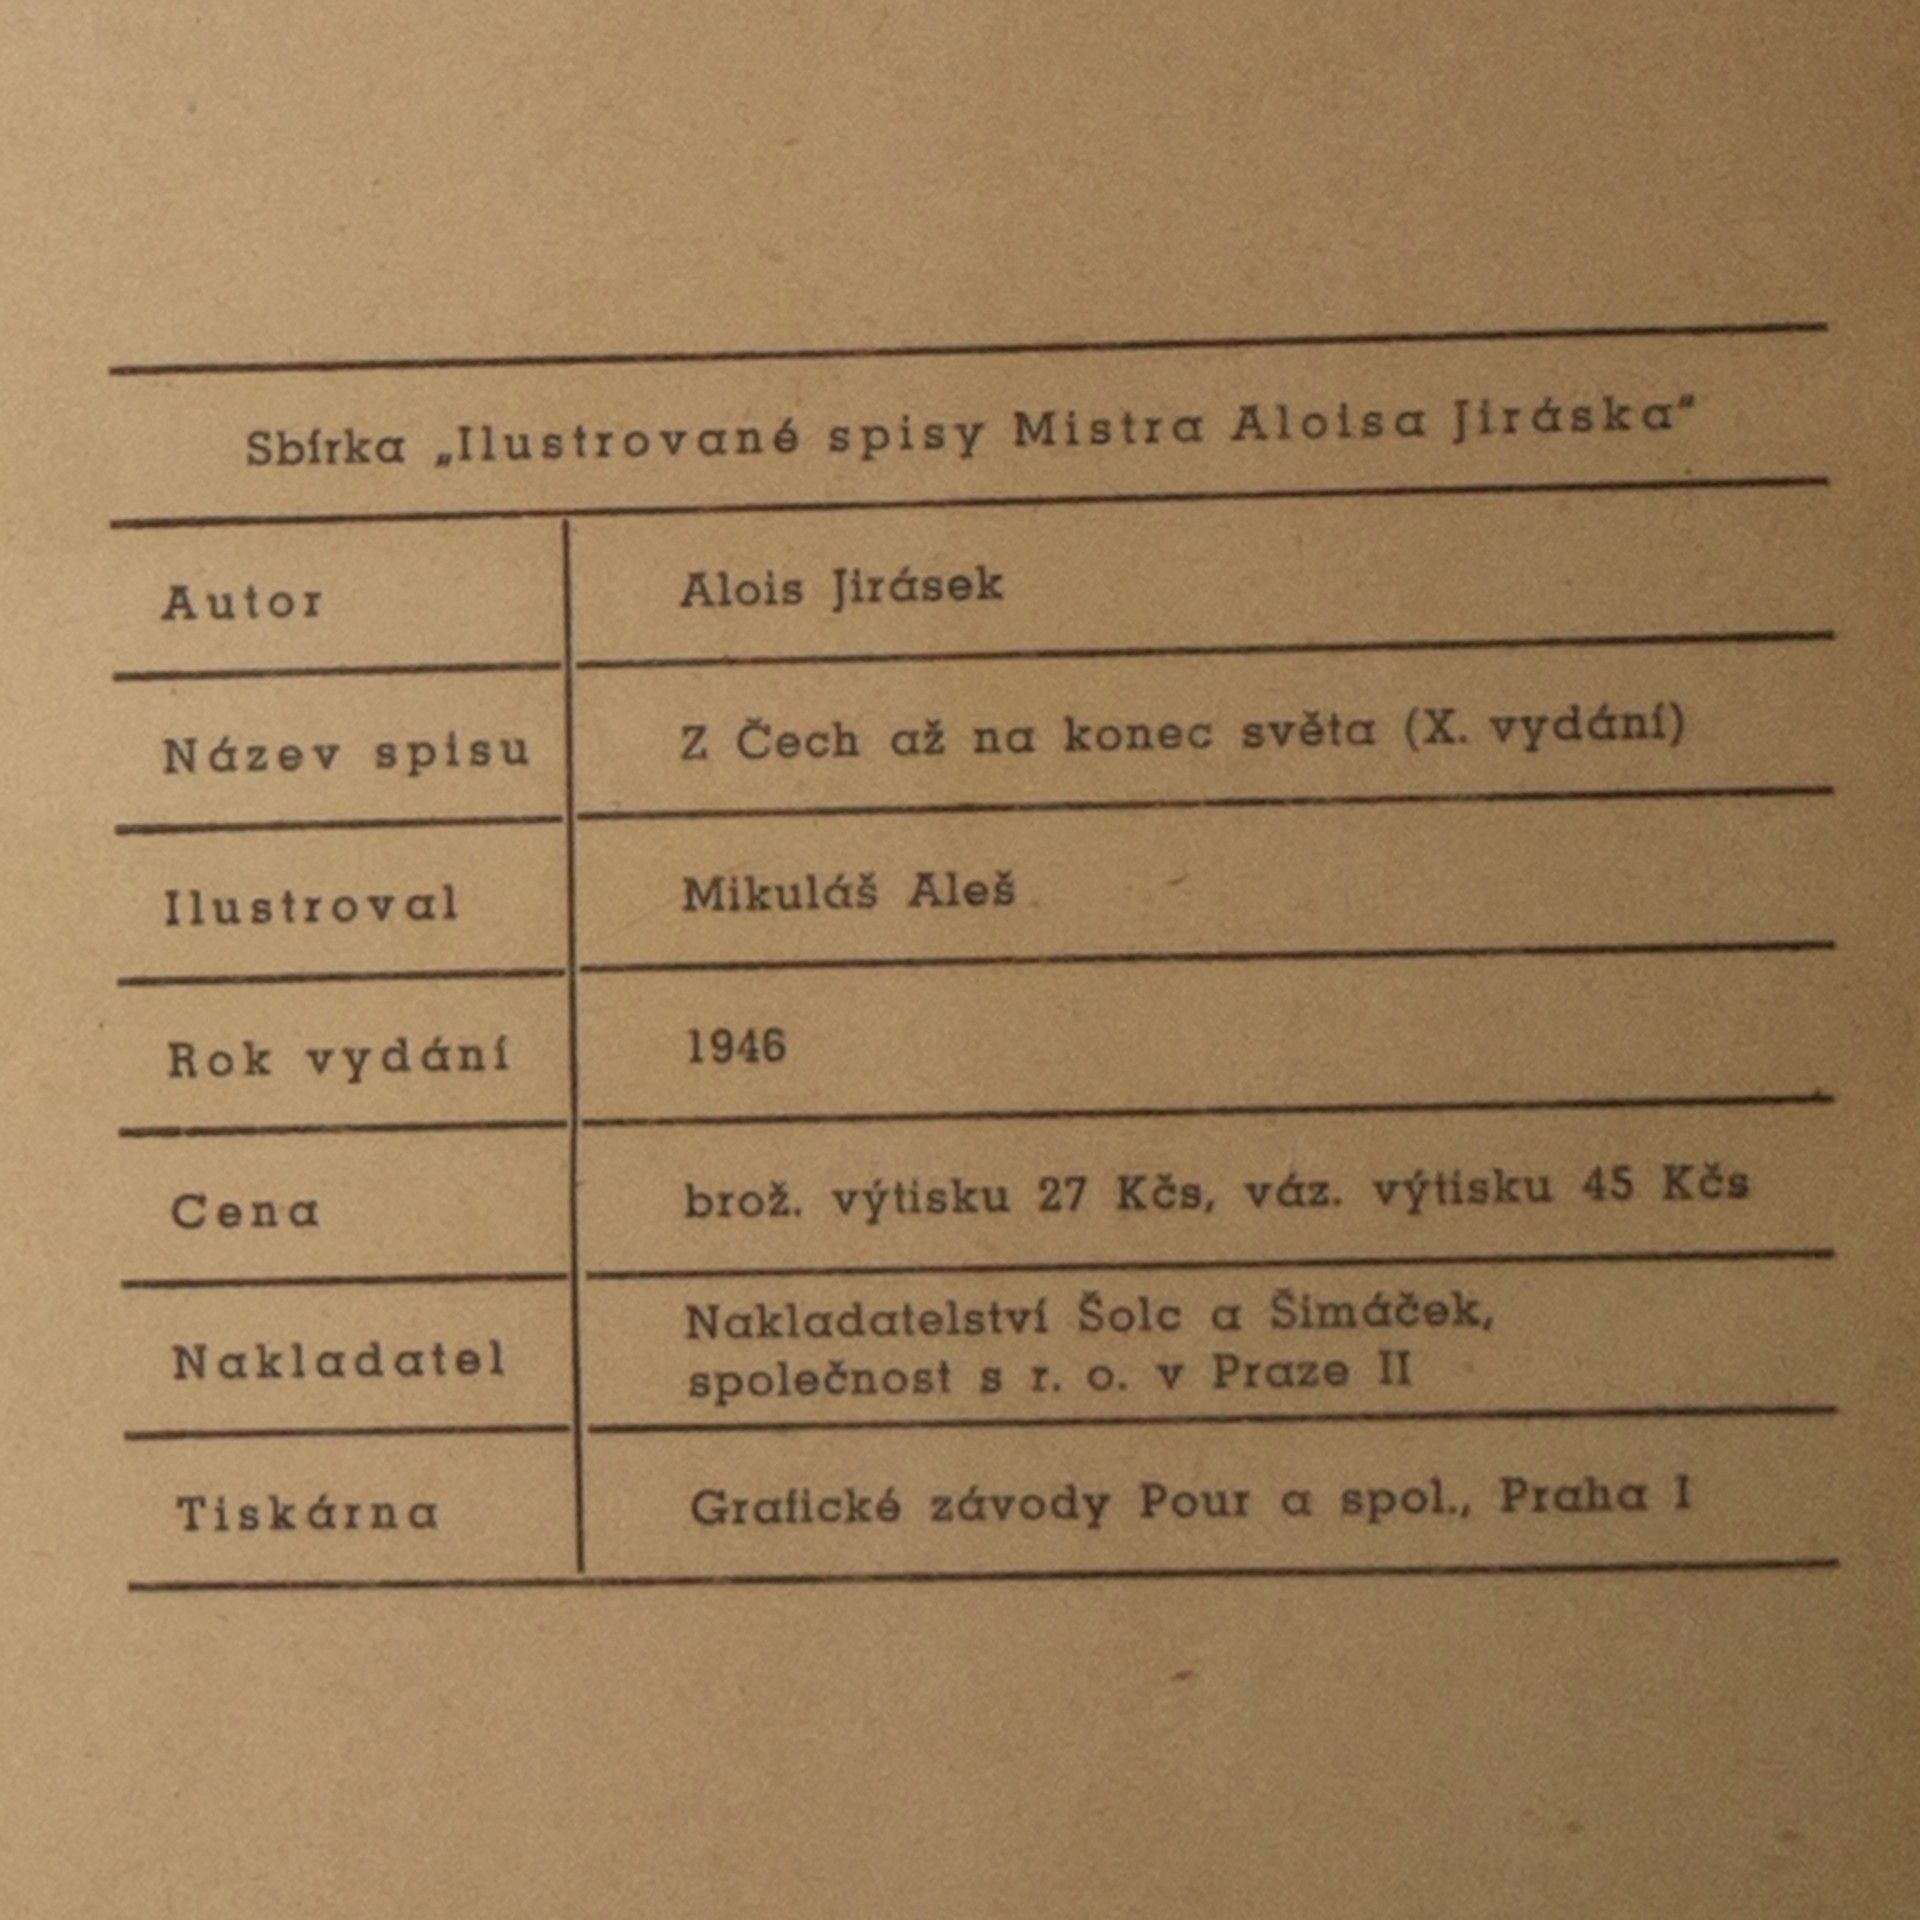 Sbírka „Ilustrované spisy Mistra Aloisa Jiráska“
Autor Alois Jirásek
Název spisu Z Čech až na konec světa (X. vydání)
Ilustroval Mikuláš Aleš
Rok vydání 1946
Cena brož. výtisku 27 Kčs, váz. výtisku 45 Kčs
Nakladatel Nakladatelství Šolc a Šimáček,
společnost s r. o. v Praze II
Tiskárna Grafické závody Pour a spol., Praha I